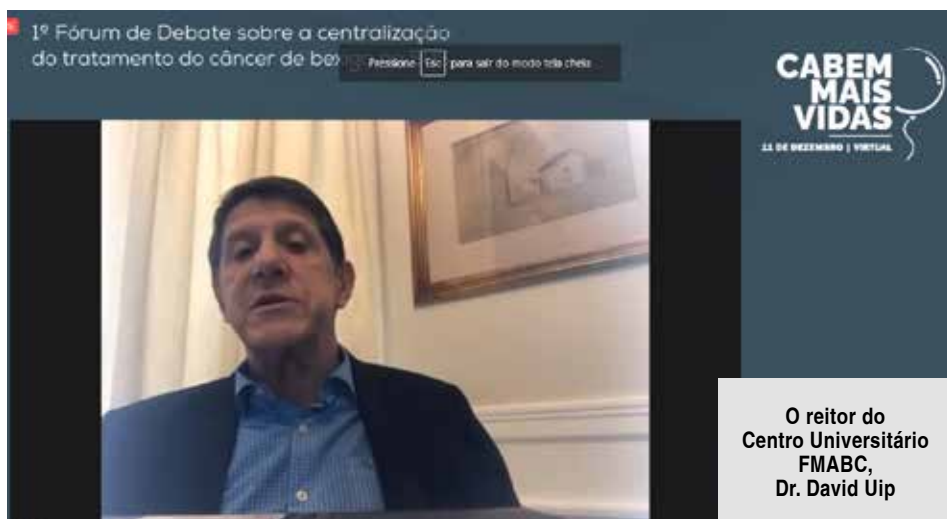 1º Fórum de Debate sobre a centralização
do tratamento do câncer de be
Pressione Esc para sair do modo tela cheia
CABEM
MAIS
VIDAS
11 DE DEZEMBRO | VIRTUAL
O reitor do
Centro Universitário
FMABC,
Dr. David Uip